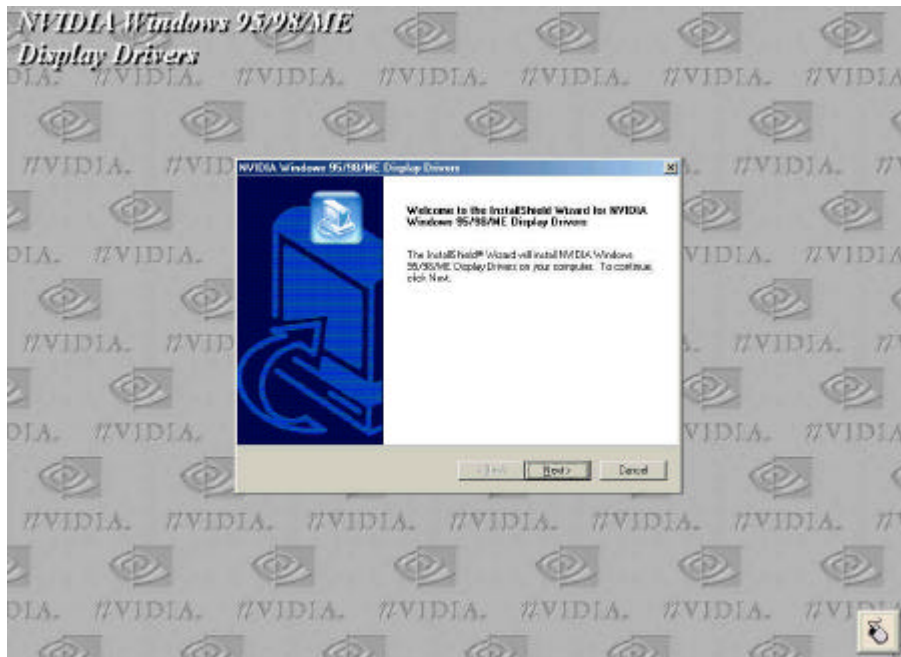 NVIDIA Windows 95/98/ME
Display Drivers
NVIDIA Windows 95/98/ME Display Drivers
Welcome to the InstallShield Wizard for NVIDIA
Windows 95/98/ME Display Drivers
The InstallShield® Wizard will install NVIDIA Windows
95/98/ME Display Drivers on your computer. To continue,
click Next.
< Back
Next >
Cancel